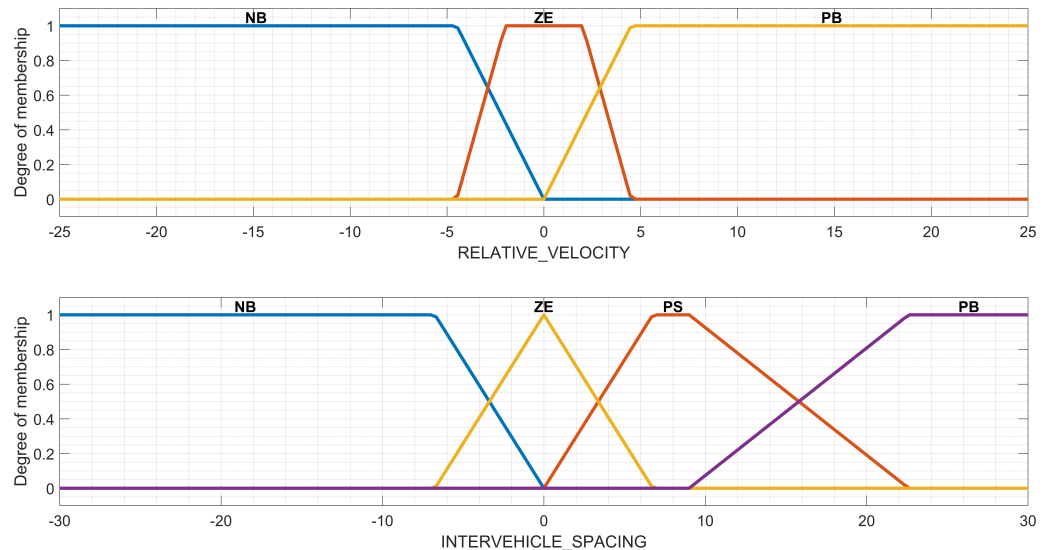 NB ZE PB
1
0.8
0.6
0.4
0.2
0
Degree of membership
-25 -20 -15 -10 -5 0 5 10 15 20 25
RELATIVE_VELOCITY
NB ZE PS PB
1
0.8
0.6
0.4
0.2
0
Degree of membership
-30 -20 -10 0 10 20 30
INTERVEHICLE_SPACING